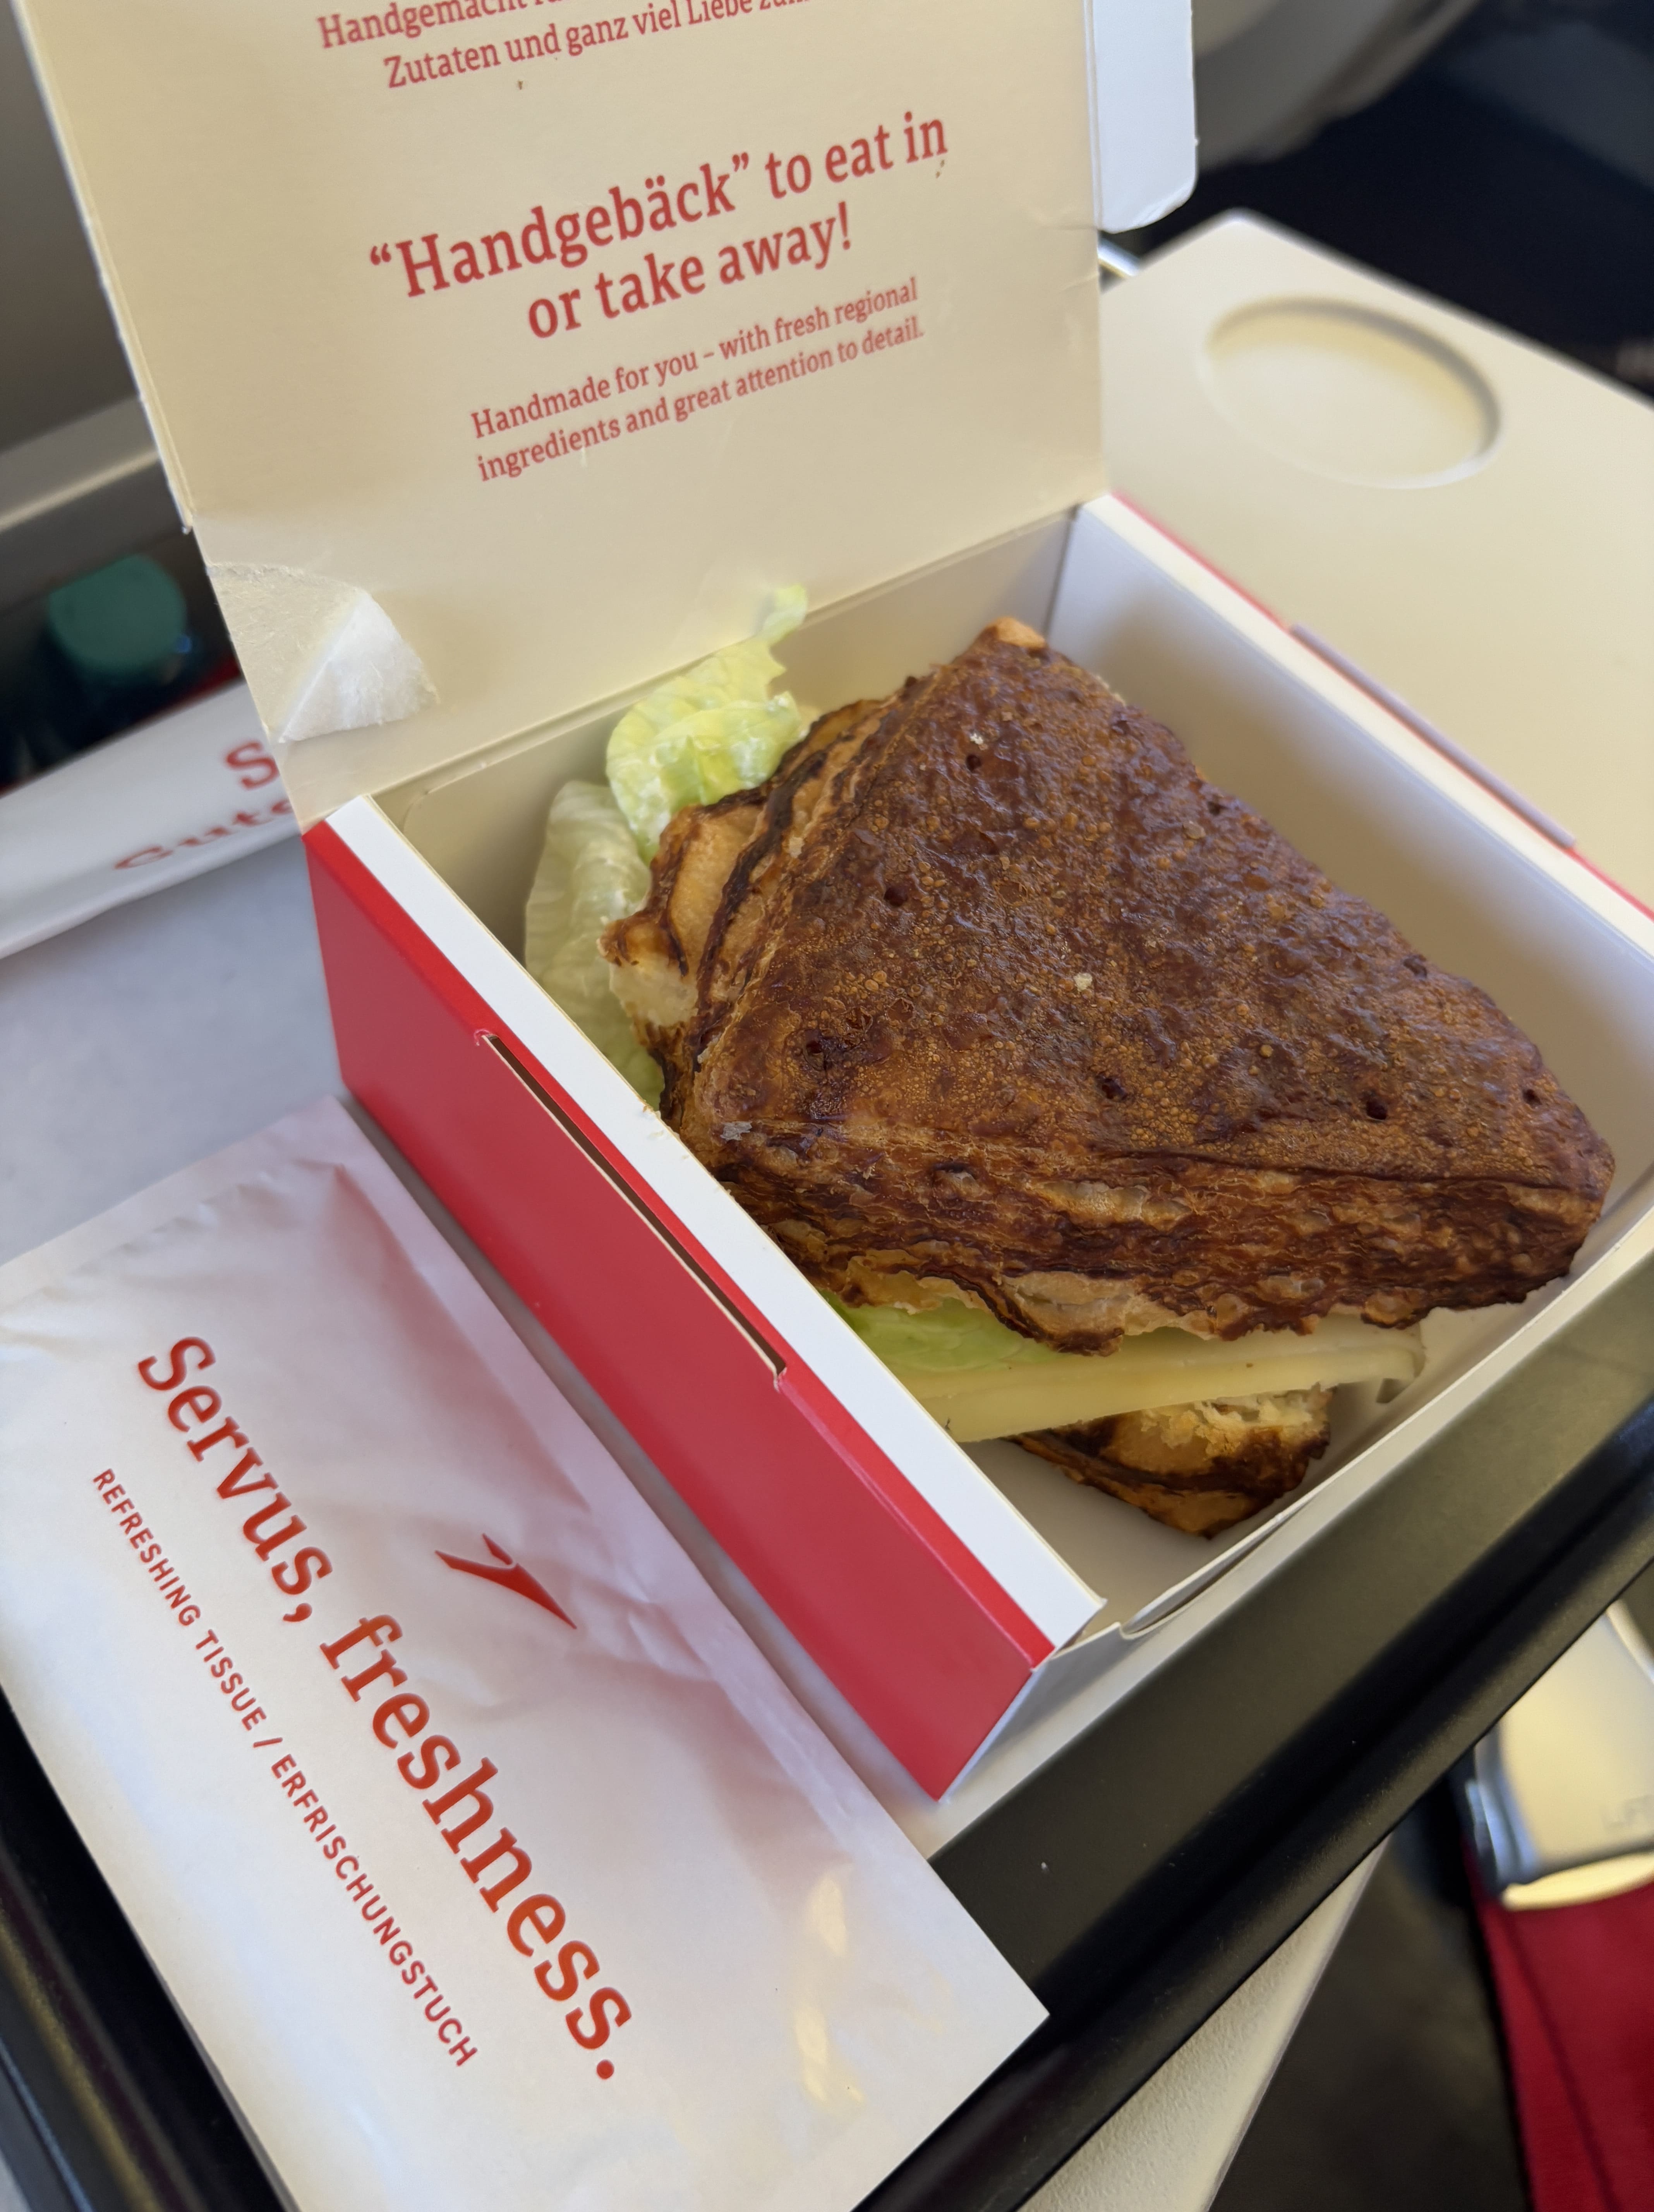 Handgemacht
Zutaten und ganz viel Liebe
“Handgebäck” to eat in
or take away!
Handmade for you – with fresh regional
ingredients and great attention to detail.
Servus, freshness.
REFRESHING TISSUE / ERFRISCHUNGSTUCH